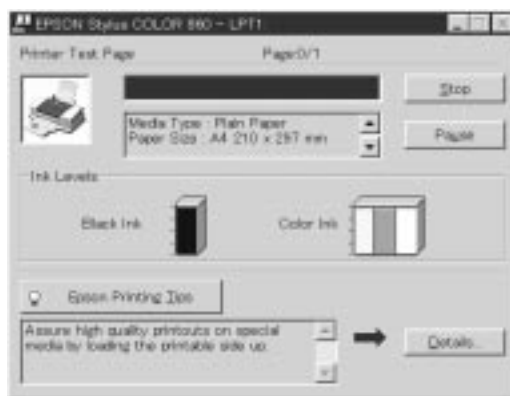 EPSON Stylus COLOR 860 - LPT1
Printer Test Page Page:0/1
Stop
Media Type : Plain Paper
Paper Size : A4 210 x 297 mm
Pause
Ink Levels
Black Ink Color Ink
Epson Printing Tips
Assure high quality printouts on special
media by loading the printable side up.
Details...